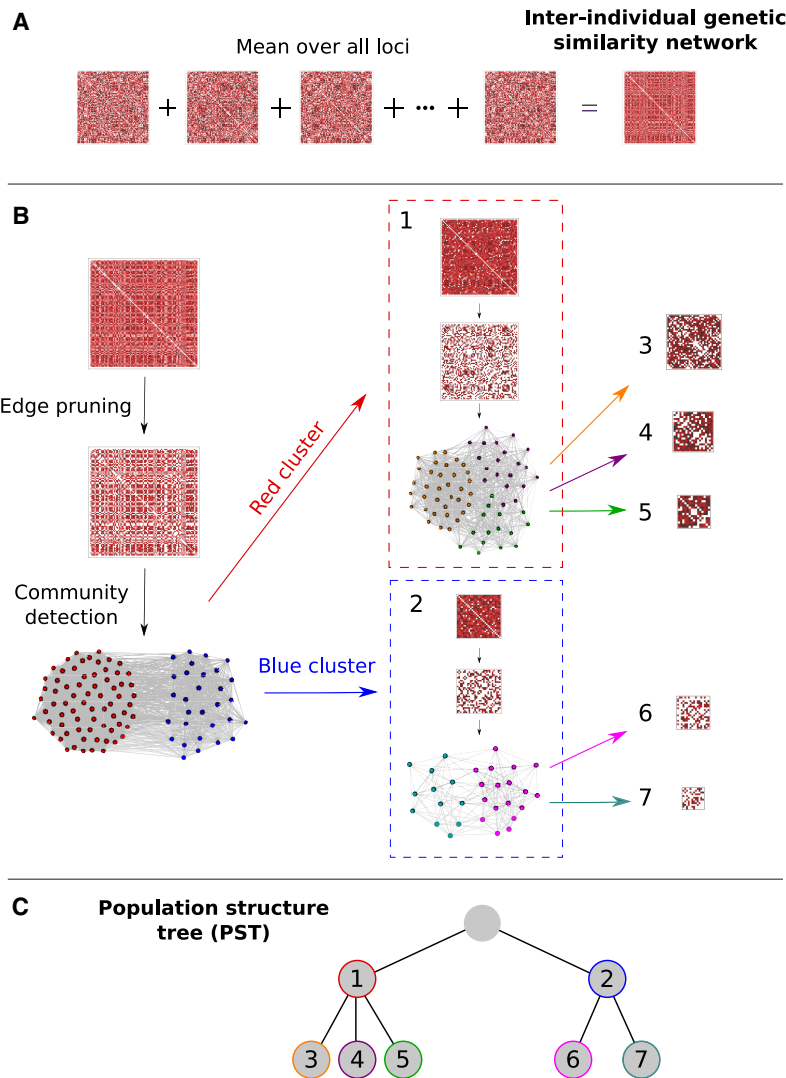 A
Mean over all loci
Inter-individual genetic
similarity network
+ + + ... + =
B
Edge pruning
Community
detection
Red cluster
Blue cluster
1
2
3
4
5
6
7
C
Population structure
tree (PST)
1 2
3 4 5 6 7